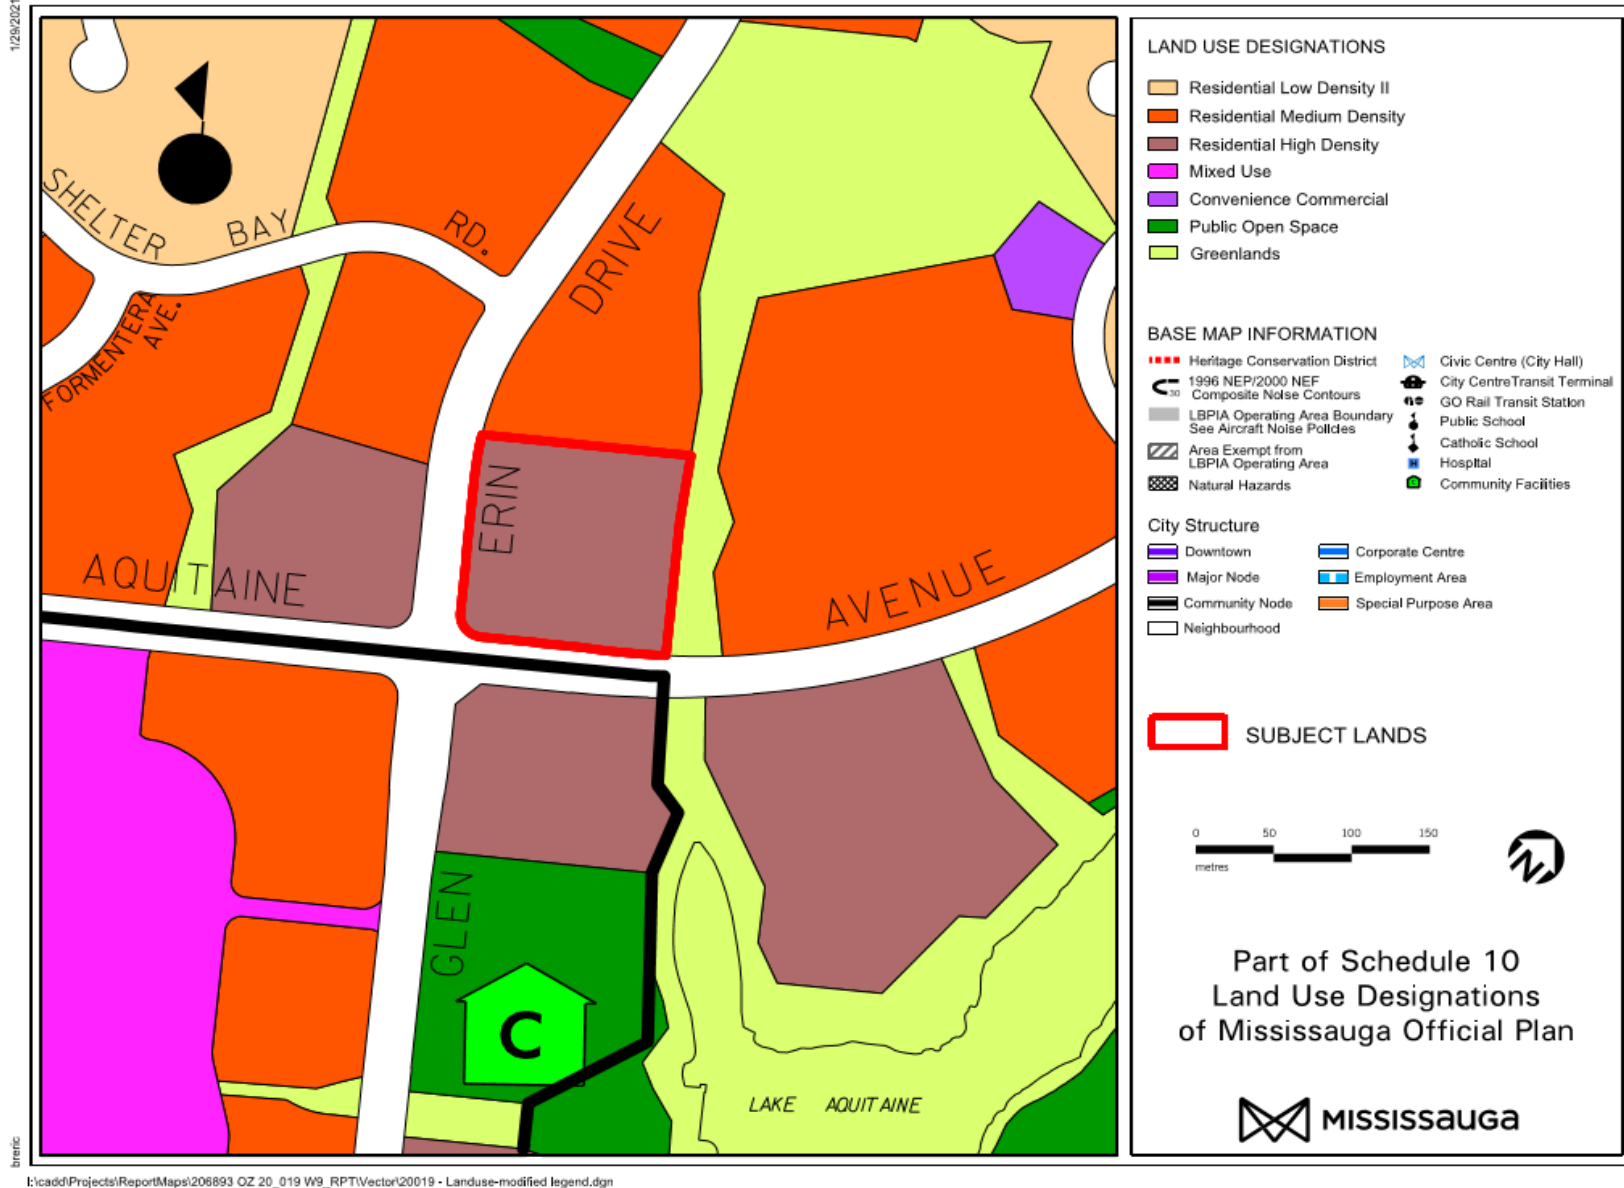 1/29/2021
SHELTER BAY RD.
FORMENTERA
AVE.
DRIVE
ERIN
AQUITAINE
AVENUE
GLEN
C
LAKE AQUITAINE
breric
LAND USE DESIGNATIONS
Residential Low Density II
Residential Medium Density
Residential High Density
Mixed Use
Convenience Commercial
Public Open Space
Greenlands
BASE MAP INFORMATION
Heritage Conservation District
1996 NEP/2000 NEF
Composite Noise Contours
30
LBPIA Operating Area Boundary
See Aircraft Noise Policies
Area Exempt from
LBPIA Operating Area
Natural Hazards
Civic Centre (City Hall)
City CentreTransit Terminal
GO Rail Transit Station
Public School
Catholic School
H Hospital
Community Facilities
City Structure
Downtown
Major Node
Community Node
Neighbourhood
Corporate Centre
Employment Area
Special Purpose Area
SUBJECT LANDS
0 50 100 150
metres
N
Part of Schedule 10
Land Use Designations
of Mississauga Official Plan
MISSISSauGa
I:\cadd\Projects\ReportMaps\206893 OZ 20_019 W9_RPT\Vector\20019 - Landuse-modified legend.dgn